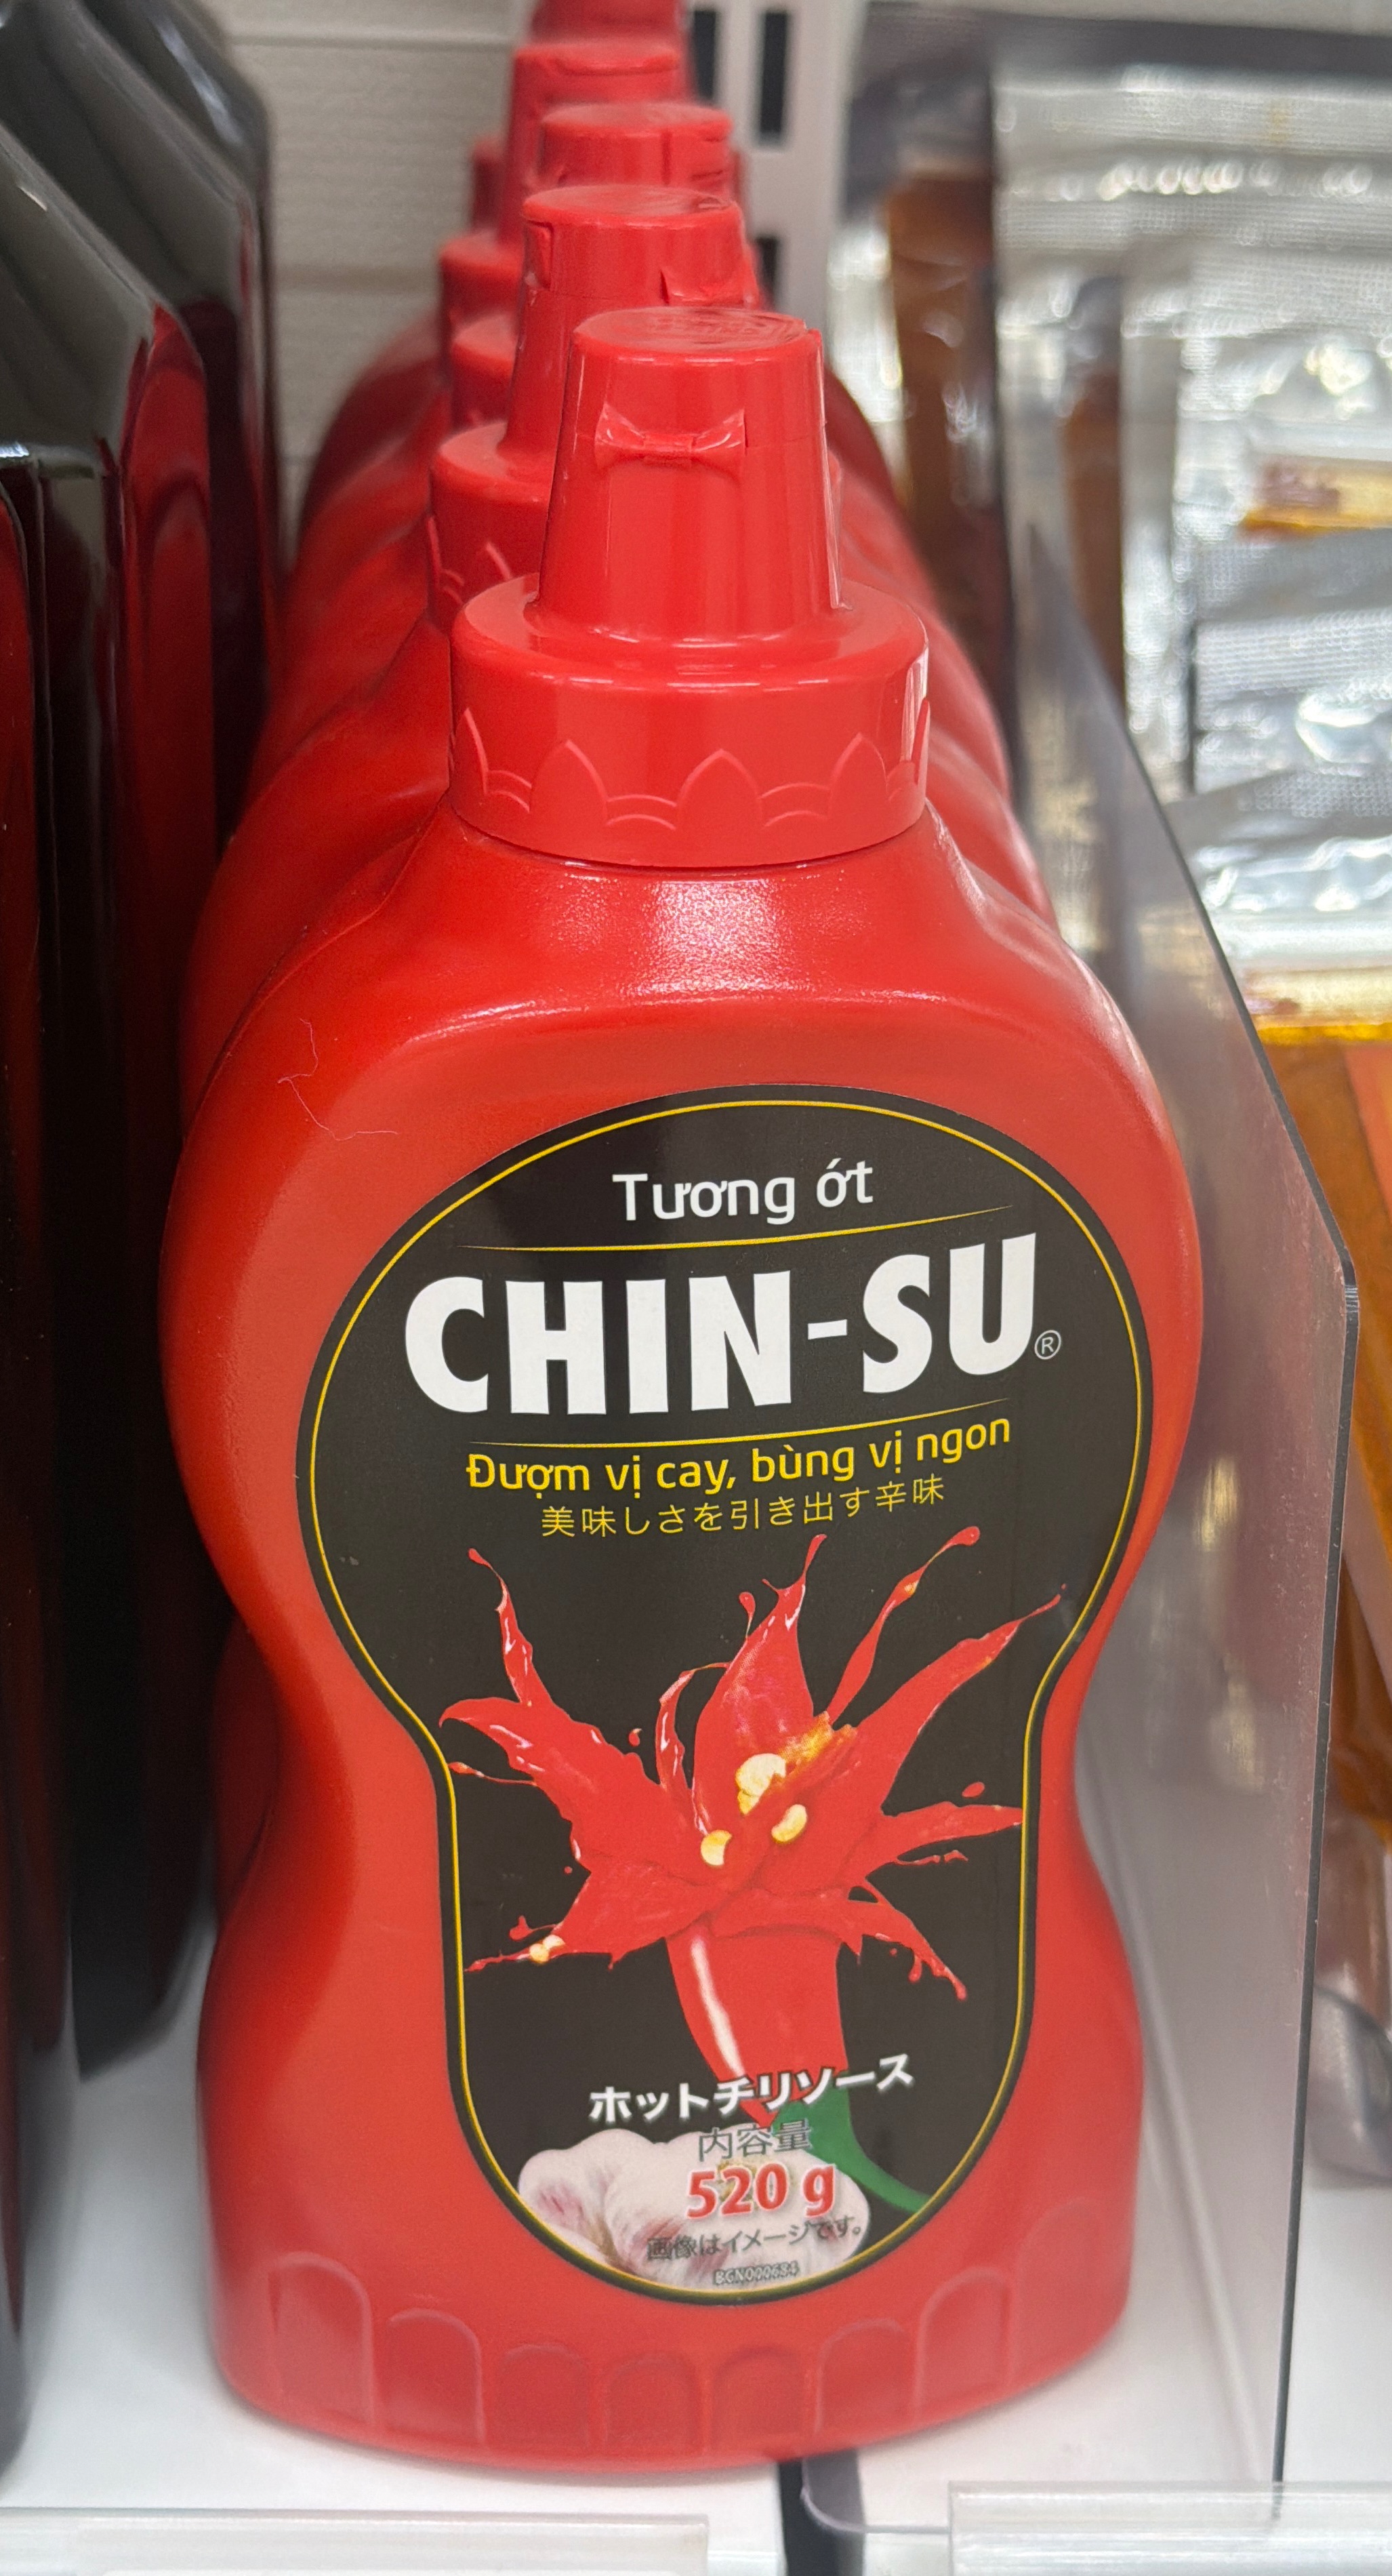 Tương ớt
CHIN-SU®
Đượm vị cay, bùng vị ngon
美味しさを引き出す辛味
ホットチリソース
内容量
520 g
画像はイメージです。
BGN000684